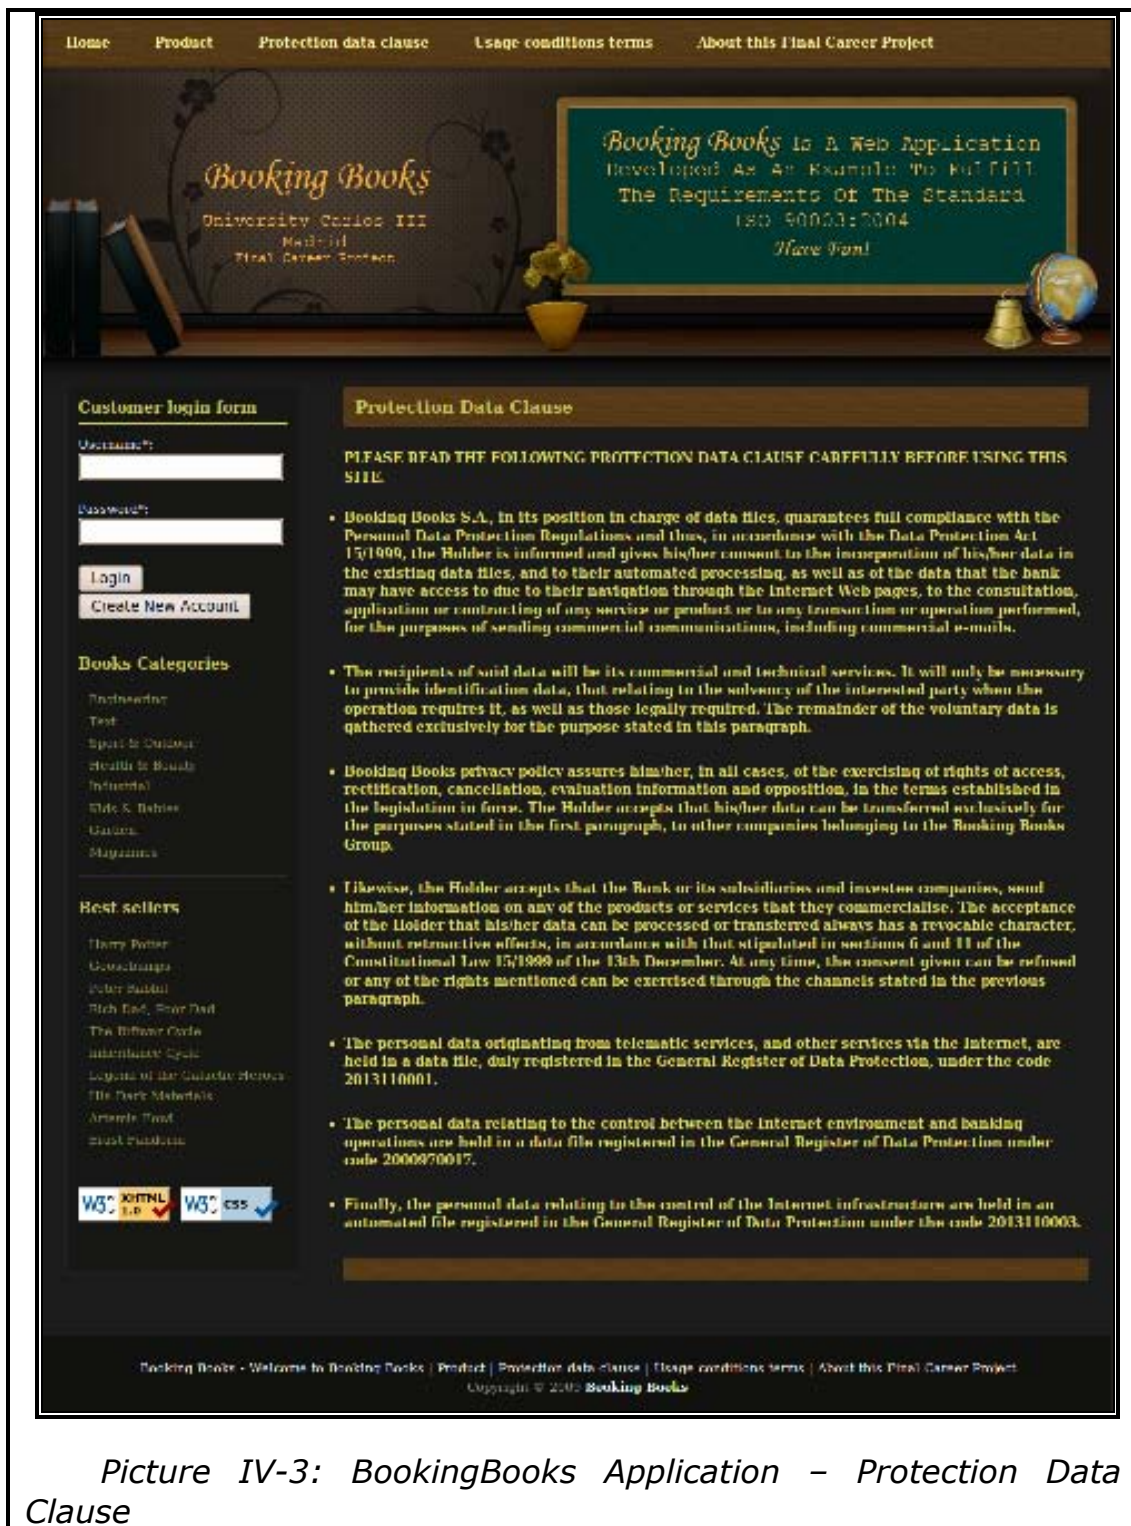 Home Product Protection data clause Usage conditions terms About this Final Career Project
Booking Books
University Carlos III
Madrid
Final Career Project
Booking Books Is A Web Application
Developed As An Example To Fulfill
The Requirements Of The Standard
ISO 90003:2004
Have Fun!
Customer login form
Username*:
Password*:
Login
Create New Account
Books Categories
Engineering
Text
Sport & Outdoor
Health & Beauty
Industrial
Kids & Babies
Garden
Magazines
Best sellers
Harry Potter
Goosebumps
Peter Rabbit
Rich Dad, Poor Dad
The Riftwar Cycle
Inheritance Cycle
Legend of the Galactic Heroes
His Dark Materials
Artemis Fowl
W3C XHTML 1.0
W3C css
Protection Data Clause
PLEASE READ THE FOLLOWING PROTECTION DATA CLAUSE CAREFULLY BEFORE USING THIS
SITE.
• Booking Books S.A., in its position in charge of data files, guarantees full compliance with the
Personal Data Protection Regulations and thus, in accordance with the Data Protection Act
15/1999, the Holder is informed and gives his/her consent to the incorporation of his/her data in
the existing data files, and to their automated processing, as well as of the data that the bank
may have access to due to their navigation through the Internet Web pages, to the consultation,
application or contracting of any service or product or to any transaction or operation performed,
for the purposes of sending commercial communications, including commercial e-mails.
• The recipients of said data will be its commercial and technical services. It will only be necessary
to provide identification data, that relating to the solvency of the interested party when the
operation requires it, as well as those legally required. The remainder of the voluntary data is
gathered exclusively for the purpose stated in this paragraph.
• Booking Books privacy policy assures him/her, in all cases, of the exercising of rights of access,
rectification, cancellation, evaluation information and opposition, in the terms established in
the legislation in force. The Holder accepts that his/her data can be transferred exclusively for
the purposes stated in the first paragraph, to other companies belonging to the Booking Books
Group.
• Likewise, the Holder accepts that the Bank or its subsidiaries and investee companies, send
him/her information on any of the products or services that they commercialise. The acceptance
of the Holder that his/her data can be processed or transferred always has a revocable character,
without retroactive effects, in accordance with that stipulated in sections 6 and 11 of the
Constitutional Law 15/1999 of the 13th December. At any time, the consent given can be refused
or any of the rights mentioned can be exercised through the channels stated in the previous
paragraph.
• The personal data originating from telematic services, and other services via the Internet, are
held in a data file, duly registered in the General Register of Data Protection, under the code
2013110001.
• The personal data relating to the control between the Internet environment and banking
operations are held in a data file registered in the General Register of Data Protection under
code 2000970017.
• Finally, the personal data relating to the control of the Internet infrastructure are held in an
automated file registered in the General Register of Data Protection under the code 2013110003.
Booking Books - Welcome to Booking Books | Product | Protection data clause | Usage conditions terms | About this Final Career Project
Copyright © 2009 Booking Books
Picture IV-3: BookingBooks Application – Protection Data
Clause